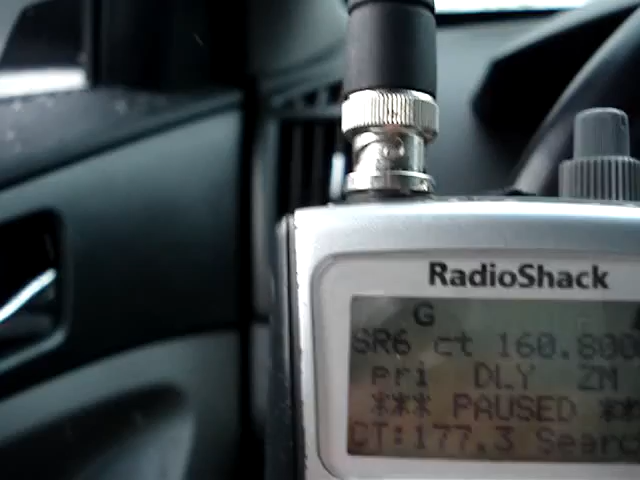 RadioShack
G
SR6 ct 160.800
pri DLY ZM
*** PAUSED **
CT:177.3 Searc